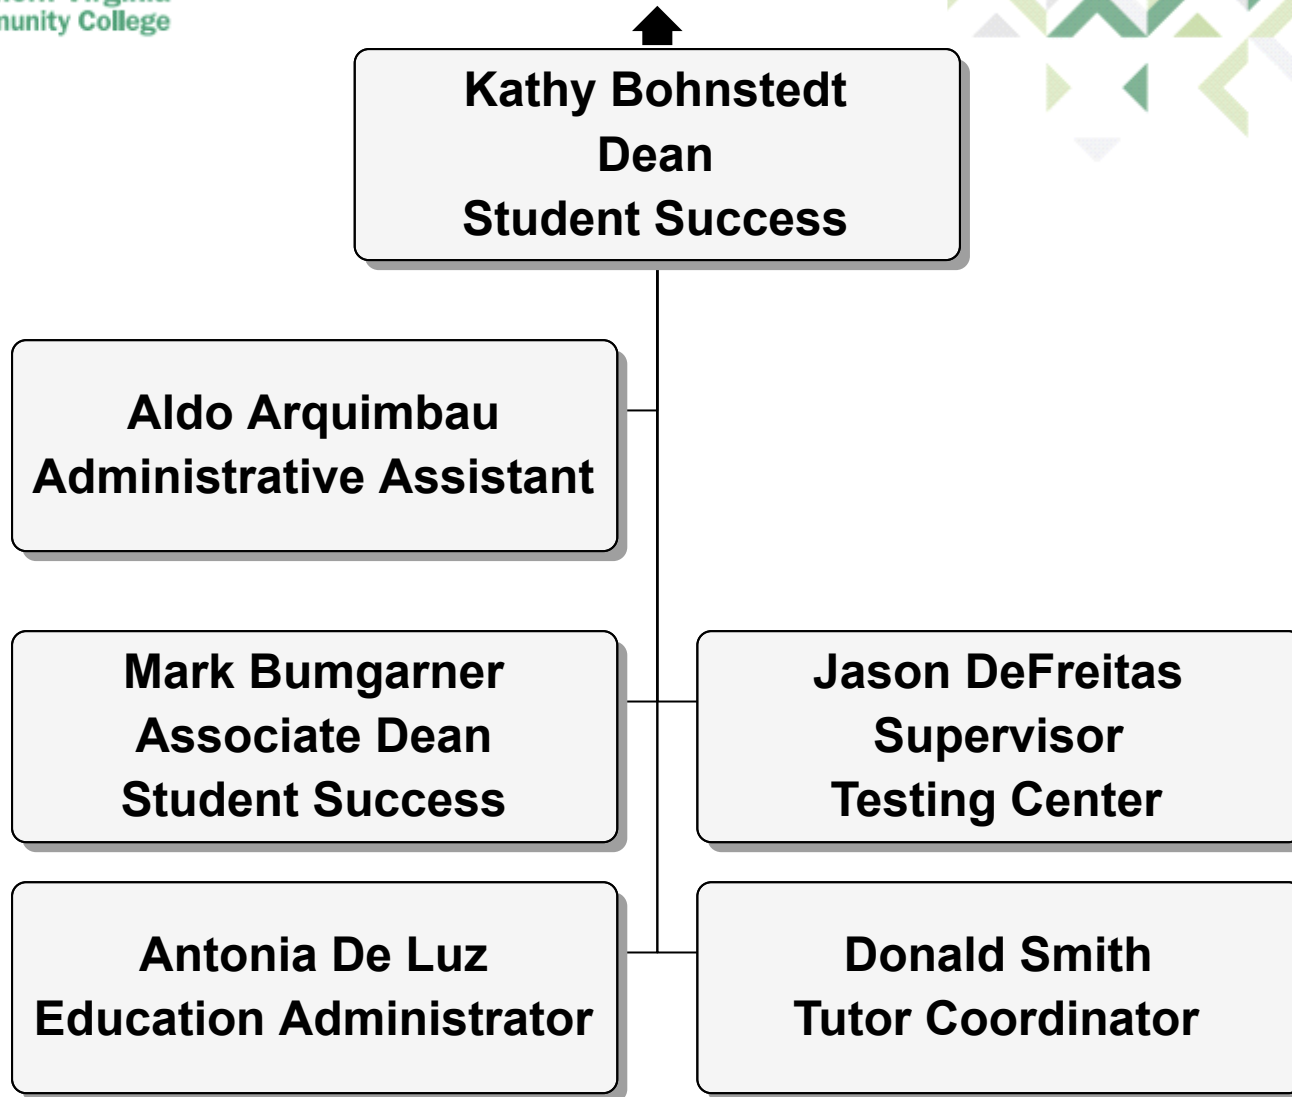 Community College
Kathy Bohnstedt
Dean
Student Success
Aldo Arquimbau
Administrative Assistant
Mark Bumgarner
Associate Dean
Student Success
Jason DeFreitas
Supervisor
Testing Center
Antonia De Luz
Education Administrator
Donald Smith
Tutor Coordinator